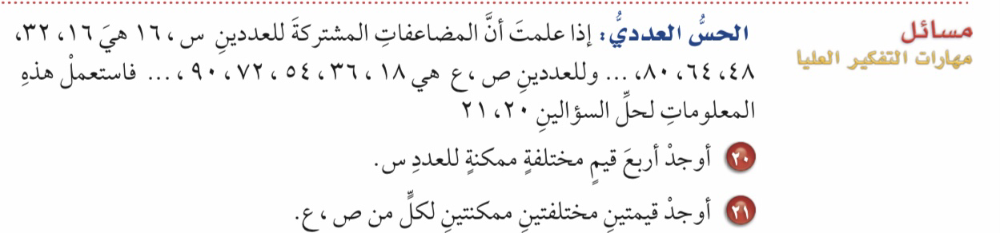 مسائل
مهارات التفكير العليا
الحسُّ العدديُّ: إذا علمتَ أنَّ المضاعفاتِ المشتركةَ للعددينِ س ، ١٦ هيَ ١٦، ٣٢،
٤٨، ٦٤، ٨٠، ... وللعددينِ ص ، ع هي ١٨ ، ٣٦ ، ٥٤ ، ٧٢ ، ٩٠ ، ... فاستعملْ هذهِ
المعلوماتِ لحلِّ السؤالينِ ٢٠، ٢١
٢٠ أوجدْ أربعَ قيمٍ مختلفةٍ ممكنةٍ للعددِ س.
٢١ أوجدْ قيمتينِ مختلفتينِ ممكنتينِ لكلٍّ من ص ، ع.